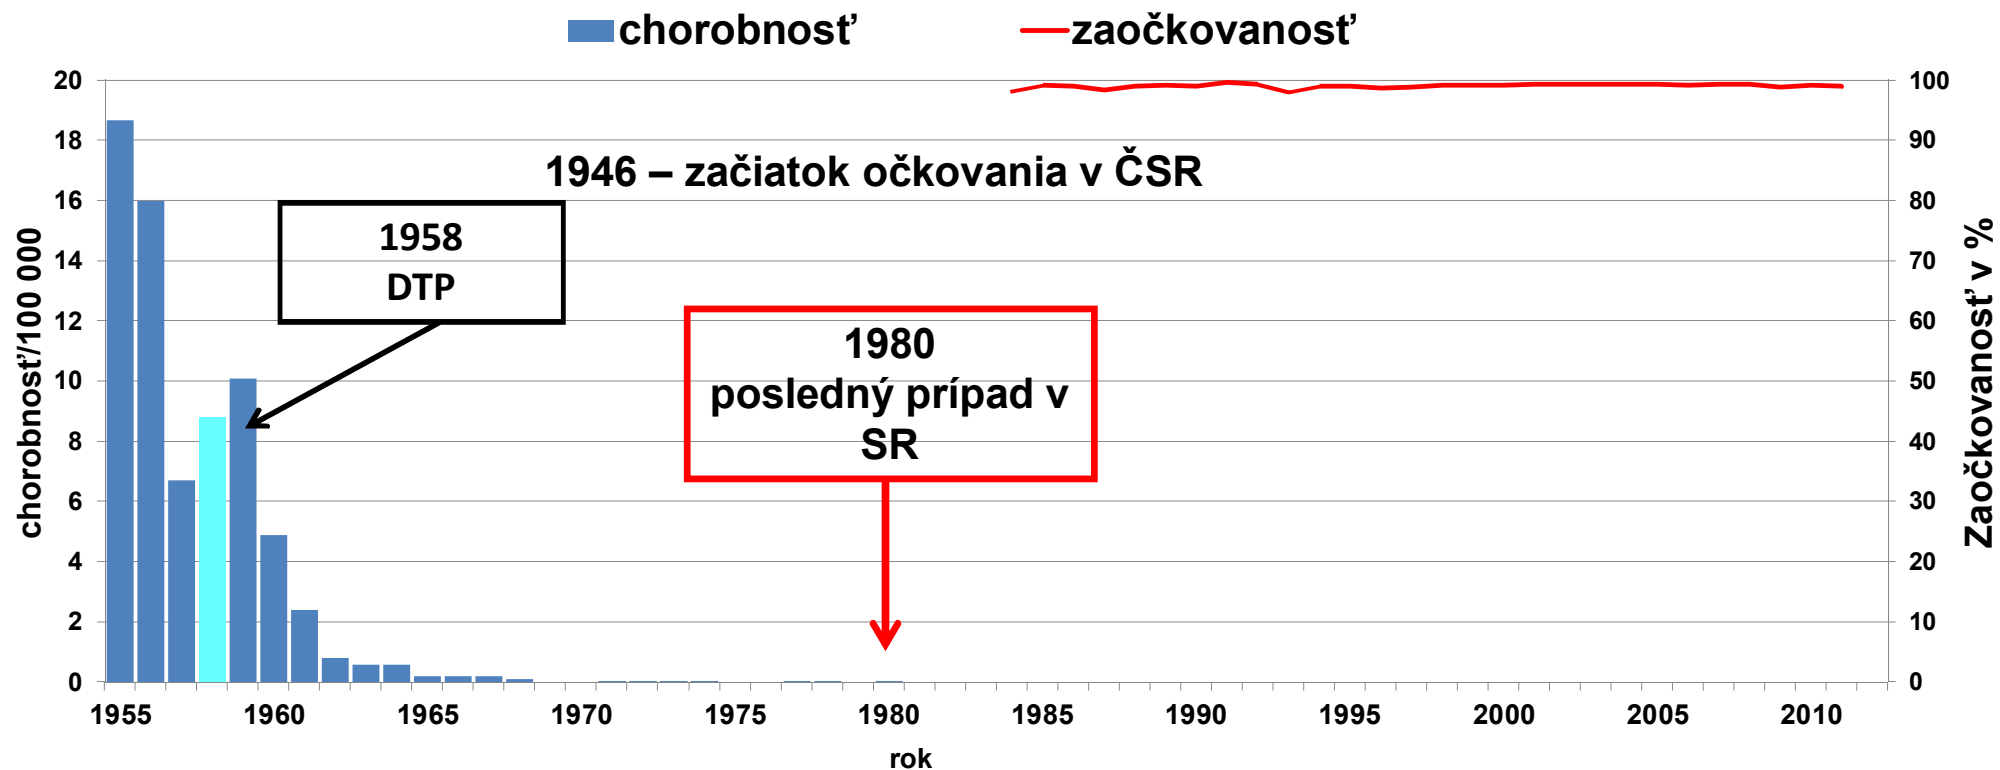 chorobnosť
zaočkovanosť
20
18
16
14
12
10
8
6
4
2
0
chorobnosť/100 000
1946 – začiatok očkovania v ČSR
1958
DTP
1980
posledný prípad v
SR
100
90
80
70
60
50
40
30
20
10
0
Zaočkovanosť v %
1955 1960 1965 1970 1975 1980 1985 1990 1995 2000 2005 2010
rok